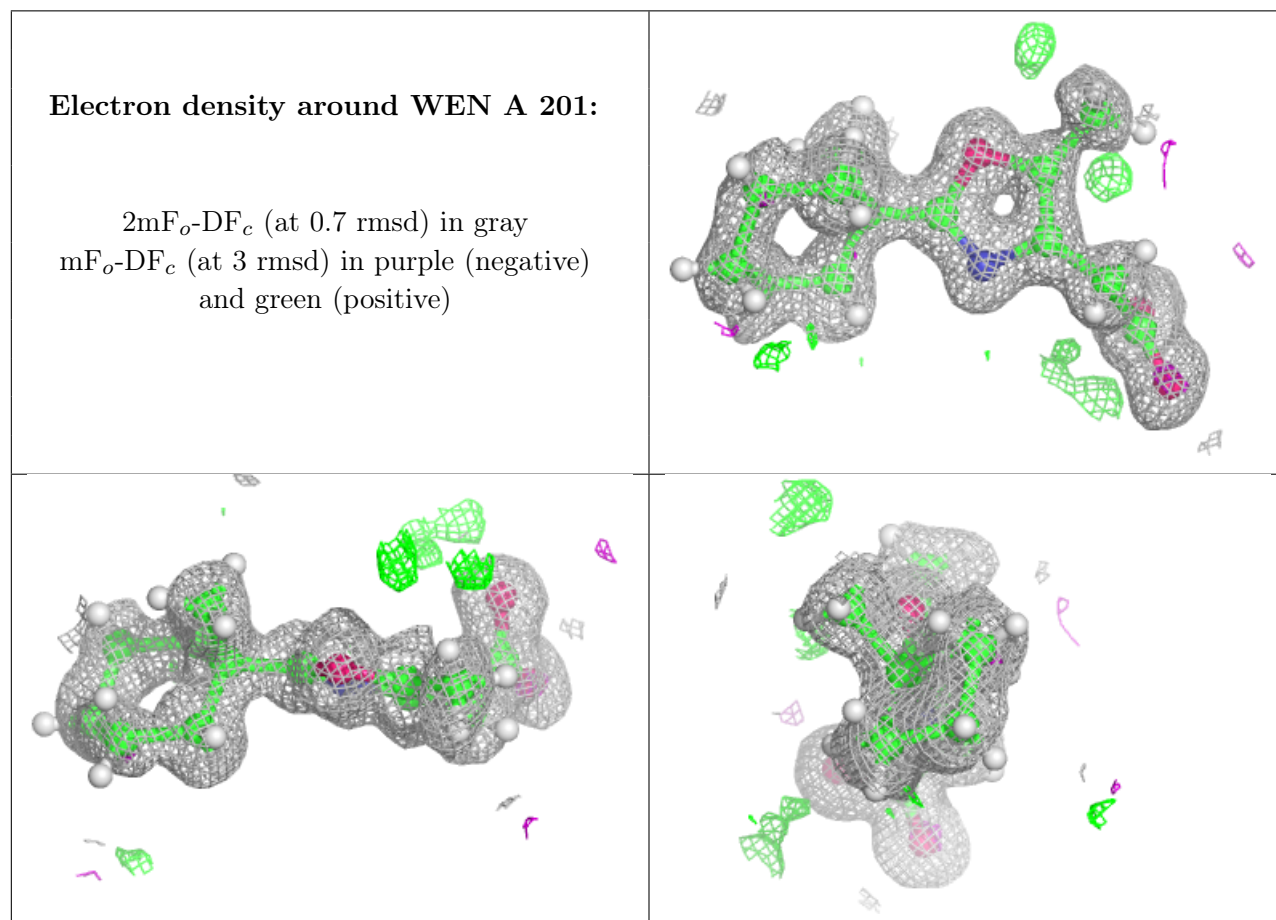 Electron density around WEN A 201:
2mFo-DFc (at 0.7 rmsd) in gray
mFo-DFc (at 3 rmsd) in purple (negative)
and green (positive)